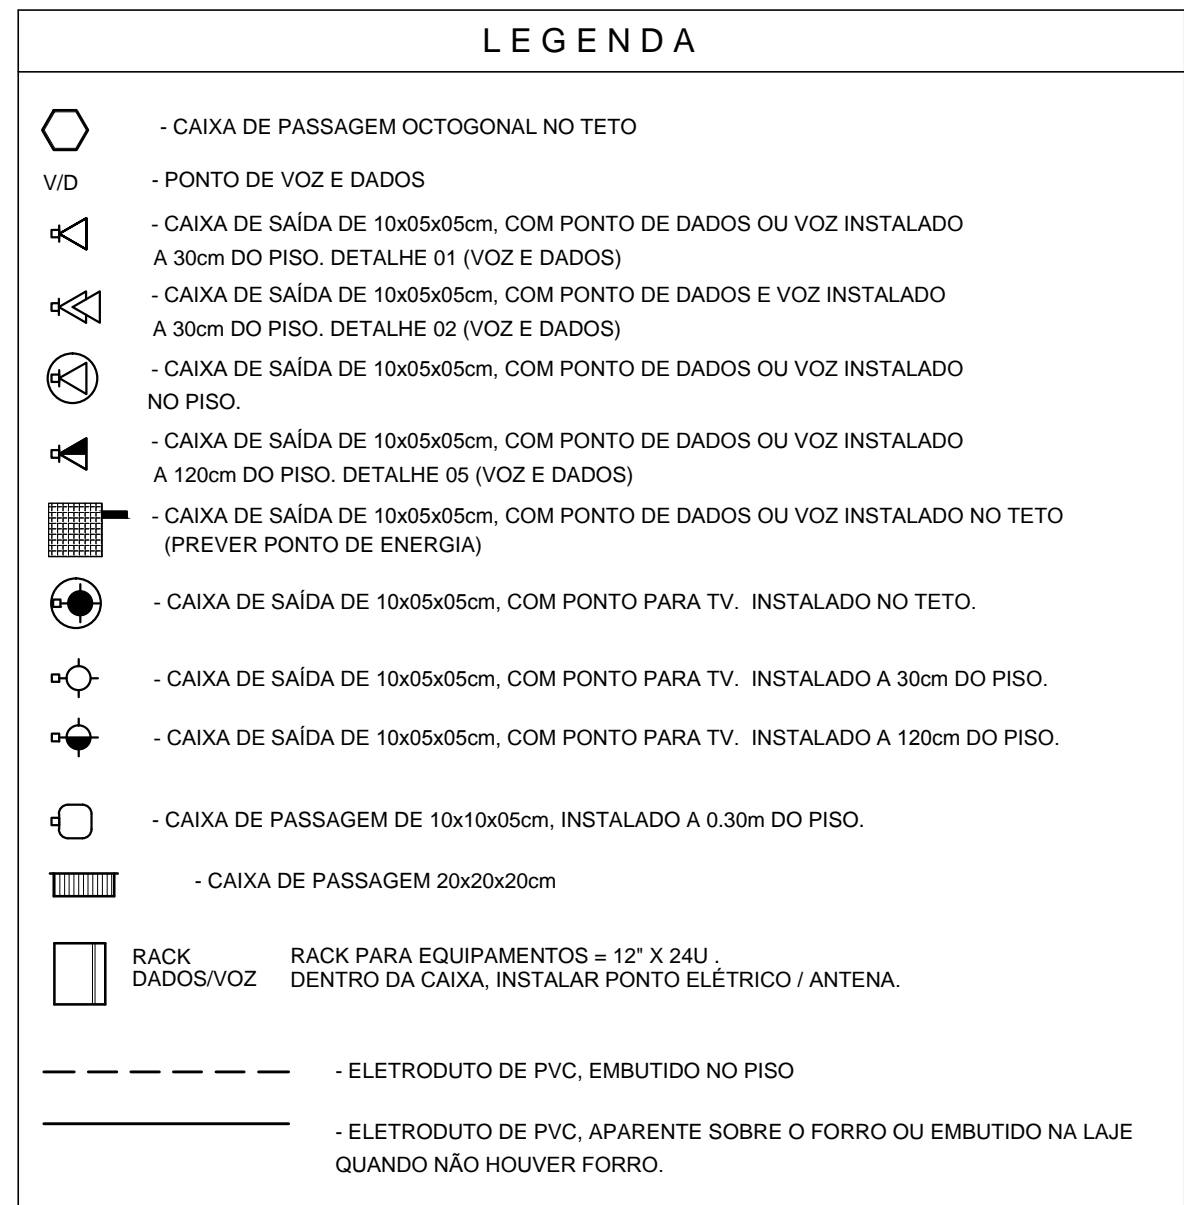 LEGENDA
- CAIXA DE PASSAGEM OCTOGONAL NO TETO
V/D - PONTO DE VOZ E DADOS
- CAIXA DE SAÍDA DE 10x05x05cm, COM PONTO DE DADOS OU VOZ INSTALADO
A 30cm DO PISO. DETALHE 01 (VOZ E DADOS)
- CAIXA DE SAÍDA DE 10x05x05cm, COM PONTO DE DADOS E VOZ INSTALADO
A 30cm DO PISO. DETALHE 02 (VOZ E DADOS)
- CAIXA DE SAÍDA DE 10x05x05cm, COM PONTO DE DADOS OU VOZ INSTALADO
NO PISO.
- CAIXA DE SAÍDA DE 10x05x05cm, COM PONTO DE DADOS OU VOZ INSTALADO
A 120cm DO PISO. DETALHE 05 (VOZ E DADOS)
- CAIXA DE SAÍDA DE 10x05x05cm, COM PONTO DE DADOS OU VOZ INSTALADO NO TETO
(PREVER PONTO DE ENERGIA)
- CAIXA DE SAÍDA DE 10x05x05cm, COM PONTO PARA TV. INSTALADO NO TETO.
- CAIXA DE SAÍDA DE 10x05x05cm, COM PONTO PARA TV. INSTALADO A 30cm DO PISO.
- CAIXA DE SAÍDA DE 10x05x05cm, COM PONTO PARA TV. INSTALADO A 120cm DO PISO.
- CAIXA DE PASSAGEM DE 10x10x05cm, INSTALADO A 0.30m DO PISO.
- CAIXA DE PASSAGEM 20x20x20cm
RACK RACK PARA EQUIPAMENTOS = 12" X 24U .
DADOS/VOZ DENTRO DA CAIXA, INSTALAR PONTO ELÉTRICO / ANTENA.
- ELETRODUTO DE PVC, EMBUTIDO NO PISO
- ELETRODUTO DE PVC, APARENTE SOBRE O FORRO OU EMBUTIDO NA LAJE
QUANDO NÃO HOUVER FORRO.